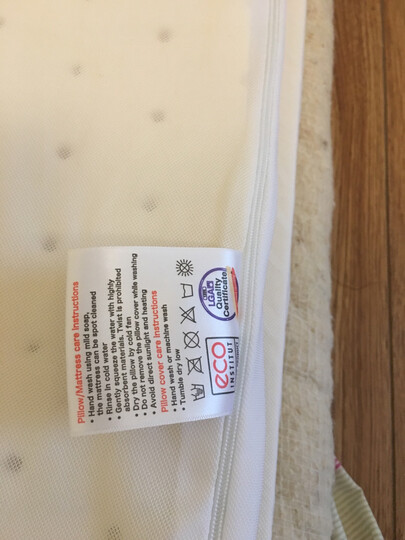 Pillow/Mattress care instructions
• Hand wash using mild soap,
the mattress can be spot cleaned
• Rinse in cold water
• Gently squeeze the water with highly
absorbent materials. Twist is prohibited
• Dry the pillow by cold fan
• Do not remove the pillow cover while washing
• Avoid direct sunlight and heating
Pillow cover care instructions
• Hand wash or machine wash
• Tumble dry low
LGA
Quality
Certificate
eco
INSTITUT